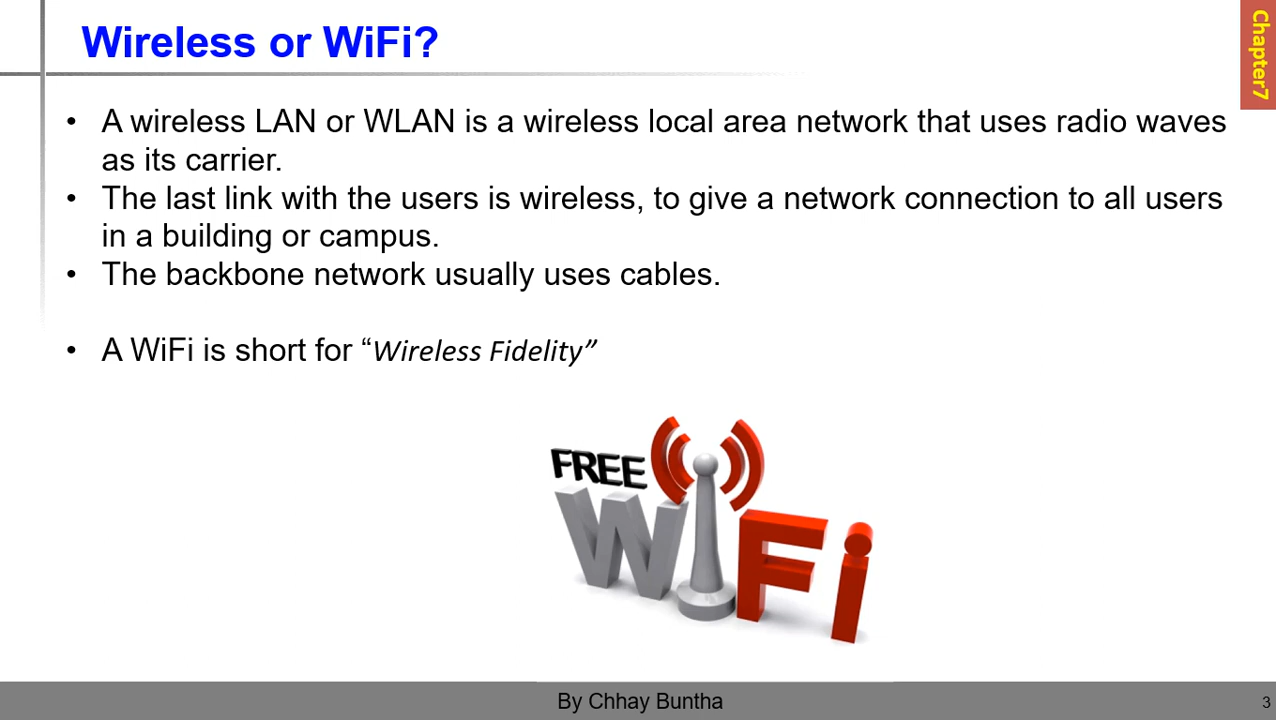 Wireless or WiFi?
Chapter7
• A wireless LAN or WLAN is a wireless local area network that uses radio waves
as its carrier.
• The last link with the users is wireless, to give a network connection to all users
in a building or campus.
• The backbone network usually uses cables.
• A WiFi is short for “Wireless Fidelity”
FREE
WiFi
By Chhay Buntha
3